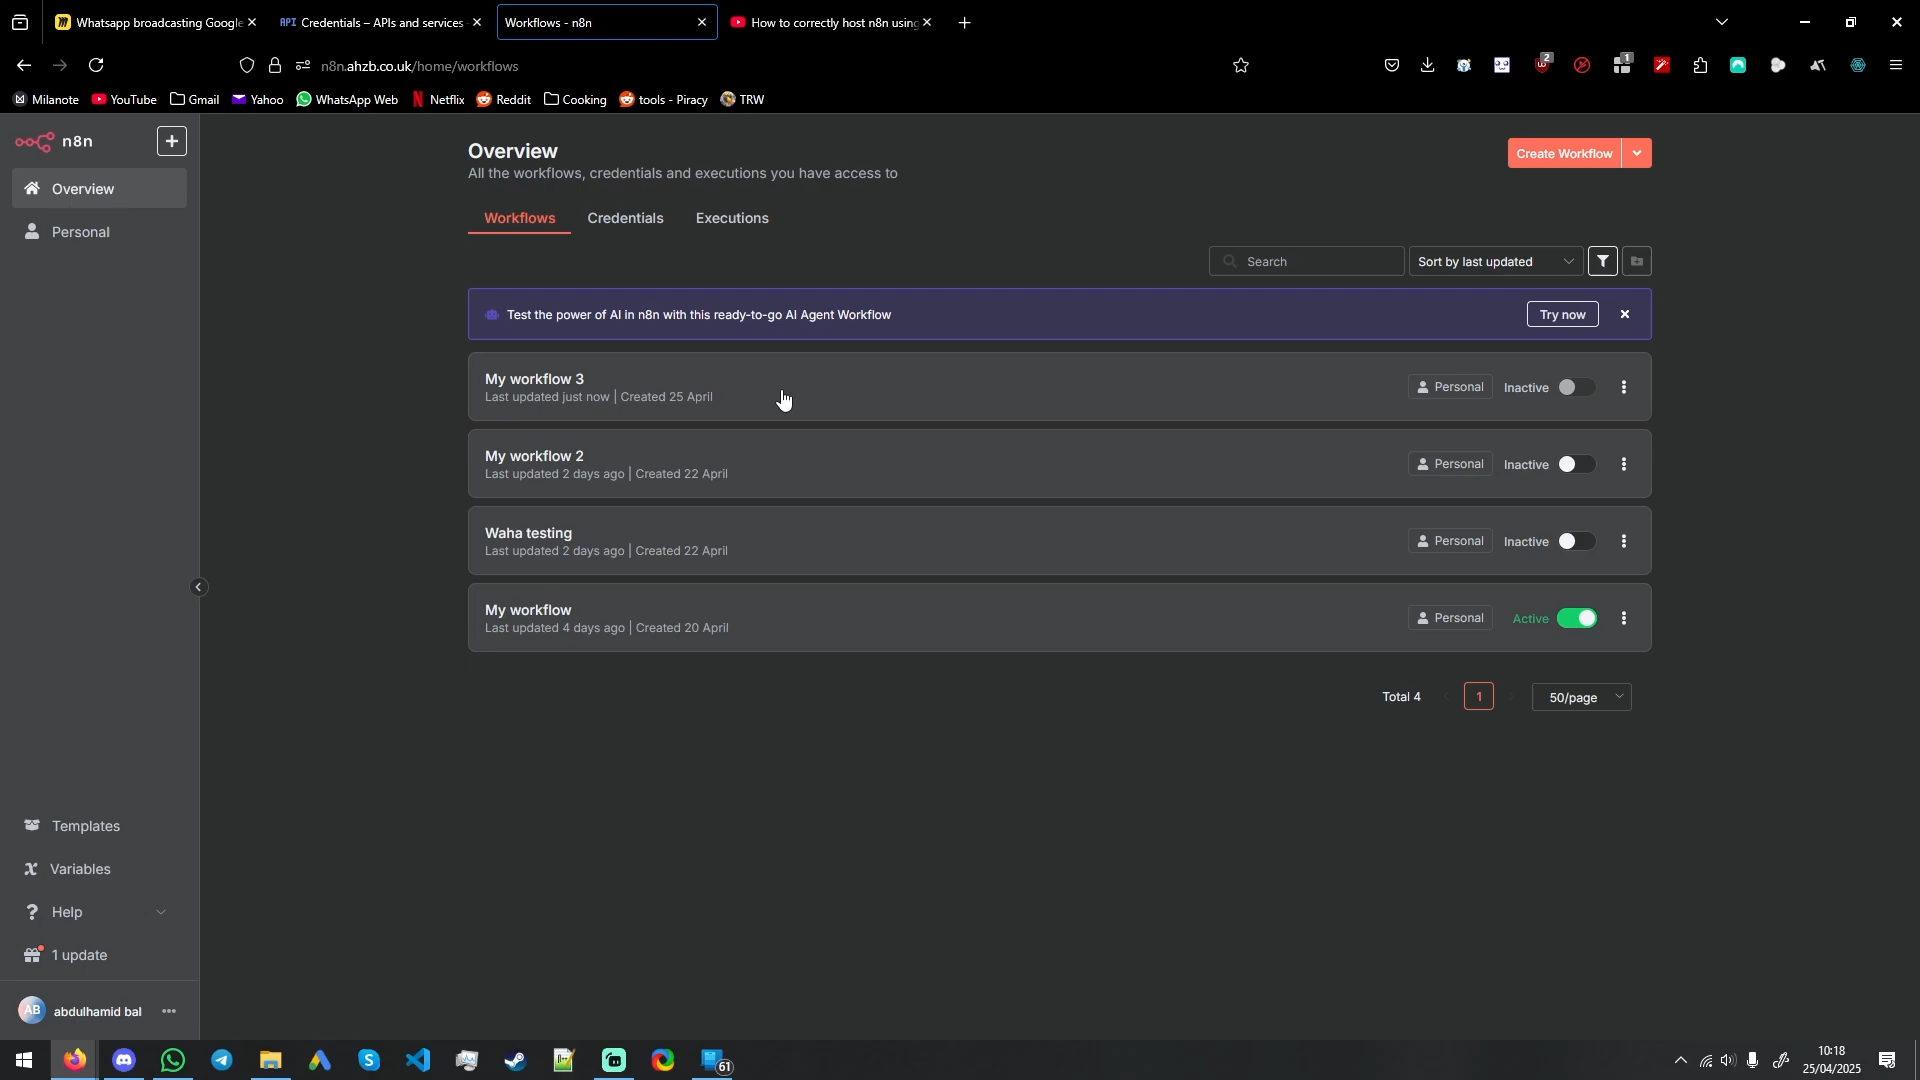 Whatsapp broadcasting Google
API Credentials – APIs and services
Workflows - n8n
How to correctly host n8n using
n8n.ahzb.co.uk/home/workflows
2
1
Milanote
YouTube
Gmail
Yahoo
WhatsApp Web
Netflix
Reddit
Cooking
tools - Piracy
TRW
n8n
Overview
Personal
Overview
All the workflows, credentials and executions you have access to
Create Workflow
Workflows
Credentials
Executions
Search
Sort by last updated
Test the power of AI in n8n with this ready-to-go AI Agent Workflow
Try now
My workflow 3
Last updated just now | Created 25 April
Personal
Inactive
My workflow 2
Last updated 2 days ago | Created 22 April
Personal
Inactive
Waha testing
Last updated 2 days ago | Created 22 April
Personal
Inactive
My workflow
Last updated 4 days ago | Created 20 April
Personal
Active
Total 4
1
50/page
Templates
Variables
Help
1 update
AB
abdulhamid bal
61
10:18
25/04/2025